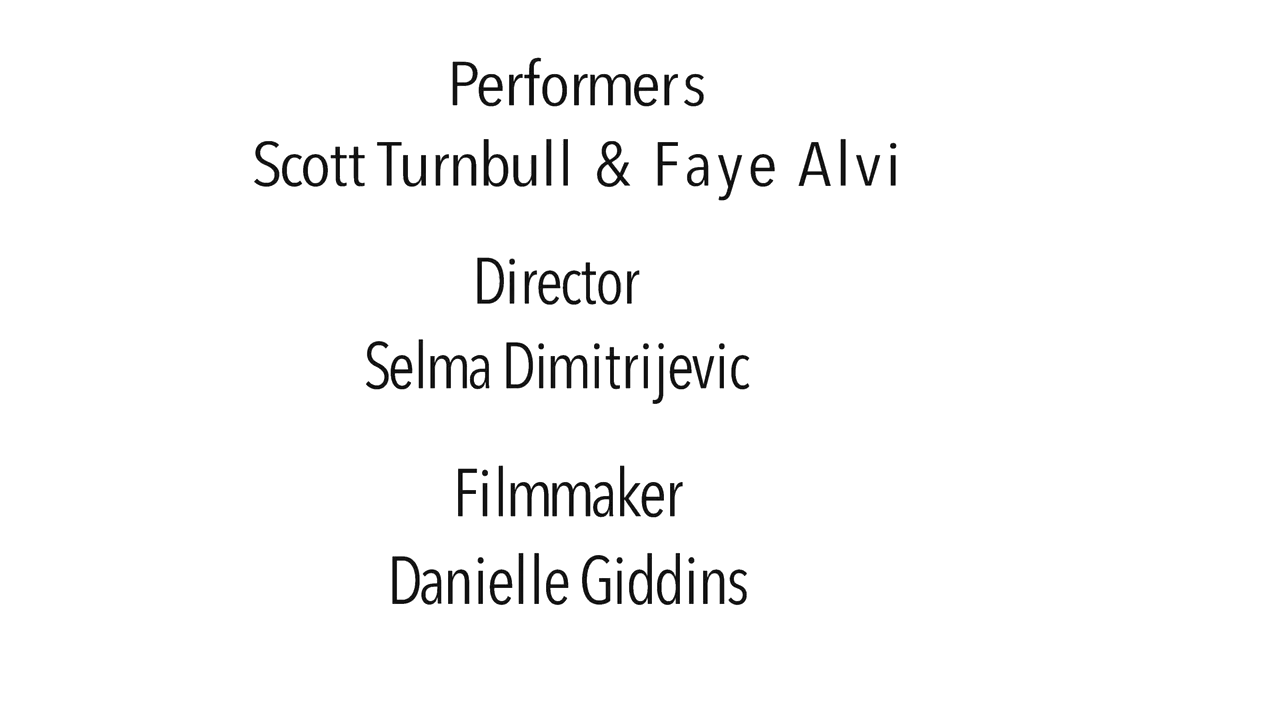 Performers
Scott Turnbull & Faye Alvi
Director
Selma Dimitrijevic
Filmmaker
Danielle Giddins